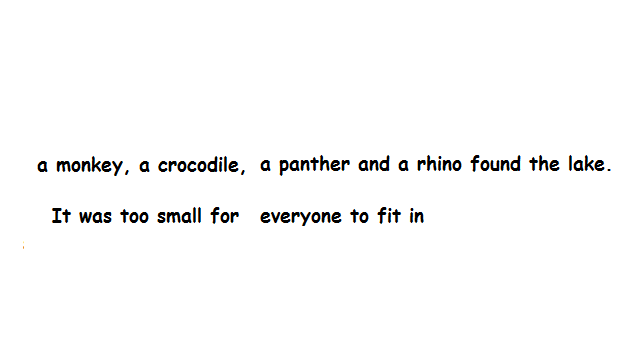 a monkey, a crocodile, a panther and a rhino found the lake.
It was too small for everyone to fit in